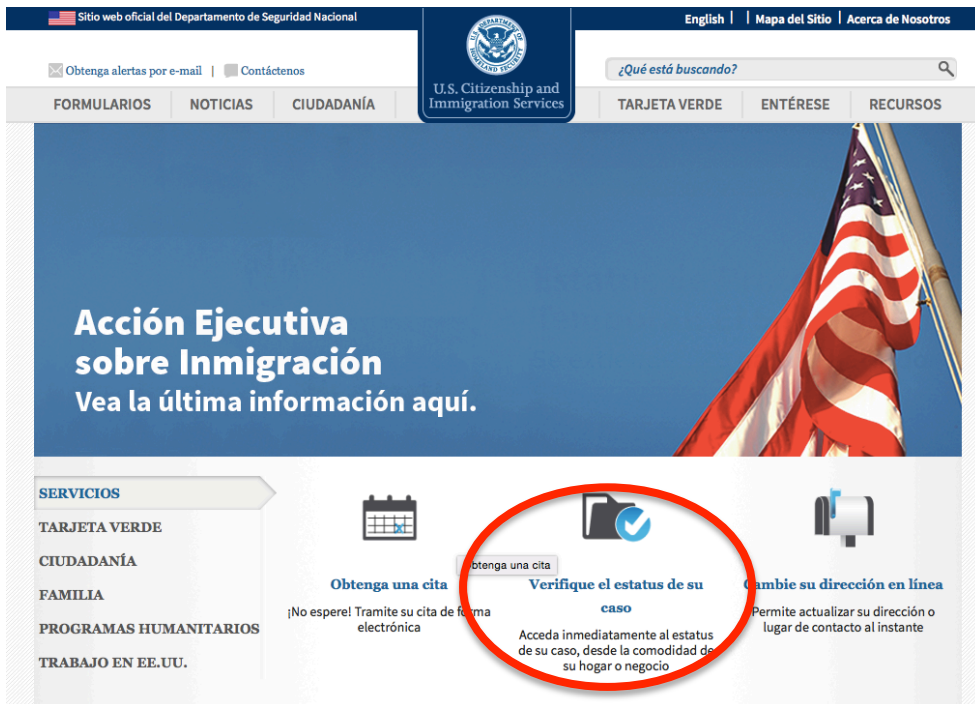 Sitio web oficial del Departamento de Seguridad Nacional
English | | Mapa del Sitio | Acerca de Nosotros
Obtenga alertas por e-mail | Contáctenos
U.S. DEPARTMENT OF HOMELAND SECURITY
U.S. Citizenship and
Immigration Services
¿Qué está buscando?
FORMULARIOS NOTICIAS CIUDADANÍA TARJETA VERDE ENTÉRESE RECURSOS
Acción Ejecutiva
sobre Inmigración
Vea la última información aquí.
SERVICIOS
TARJETA VERDE
CIUDADANÍA
FAMILIA
PROGRAMAS HUMANITARIOS
TRABAJO EN EE.UU.
Obtenga una cita
¡No espere! Tramite su cita de forma
electrónica
Obtenga una cita
Verifique el estatus de su
caso
Acceda inmediatamente al estatus
de su caso, desde la comodidad de
su hogar o negocio
Cambie su dirección en línea
Permite actualizar su dirección o
lugar de contacto al instante